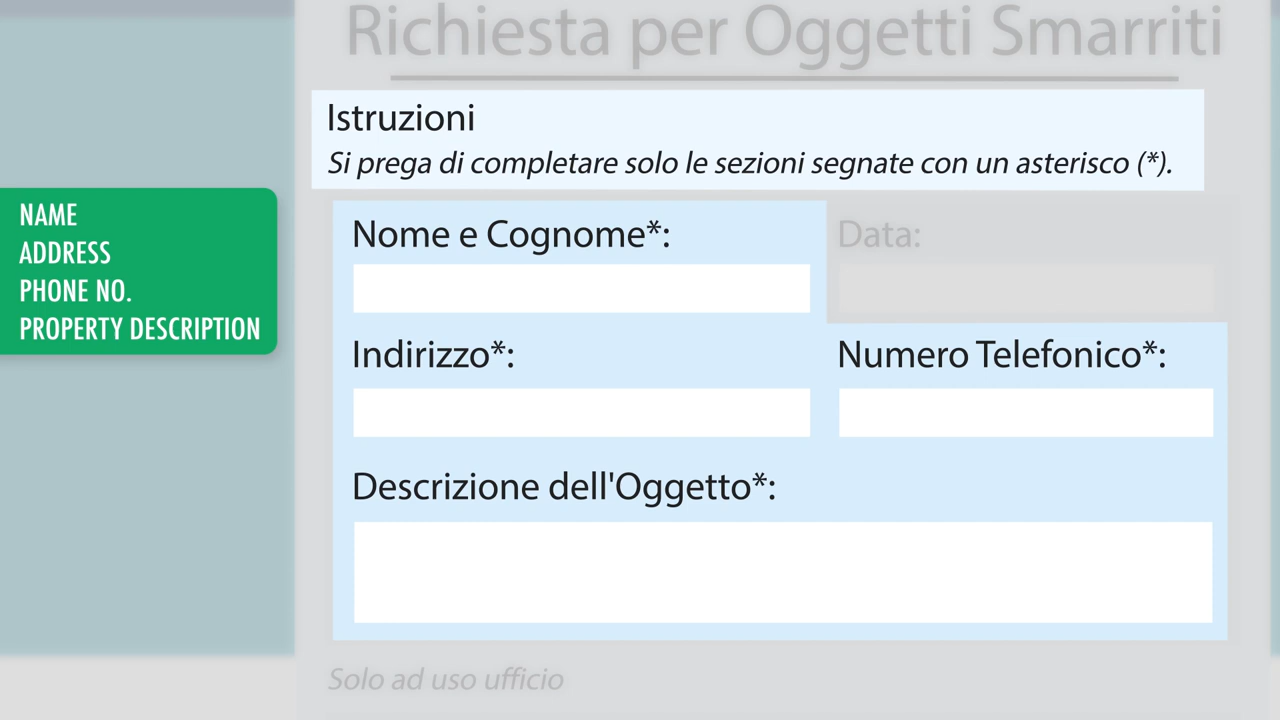 Richiesta per Oggetti Smarriti
Istruzioni
Si prega di completare solo le sezioni segnate con un asterisco (*).
NAME
ADDRESS
PHONE NO.
PROPERTY DESCRIPTION
Nome e Cognome*:
Data:
Indirizzo*:
Numero Telefonico*:
Descrizione dell'Oggetto*:
Solo ad uso ufficio